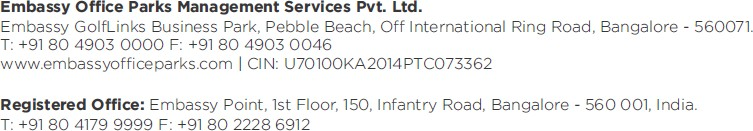 Embassy Office Parks Management Services Pvt. Ltd.
Embassy GolfLinks Business Park, Pebble Beach, Off International Ring Road, Bangalore - 560071.
T: +91 80 4903 0000 F: +91 80 4903 0046
www.embassyofficeparks.com | CIN: U70100KA2014PTC073362
Registered Office: Embassy Point, 1st Floor, 150, Infantry Road, Bangalore - 560 001, India.
T: +91 80 4179 9999 F: +91 80 2228 6912